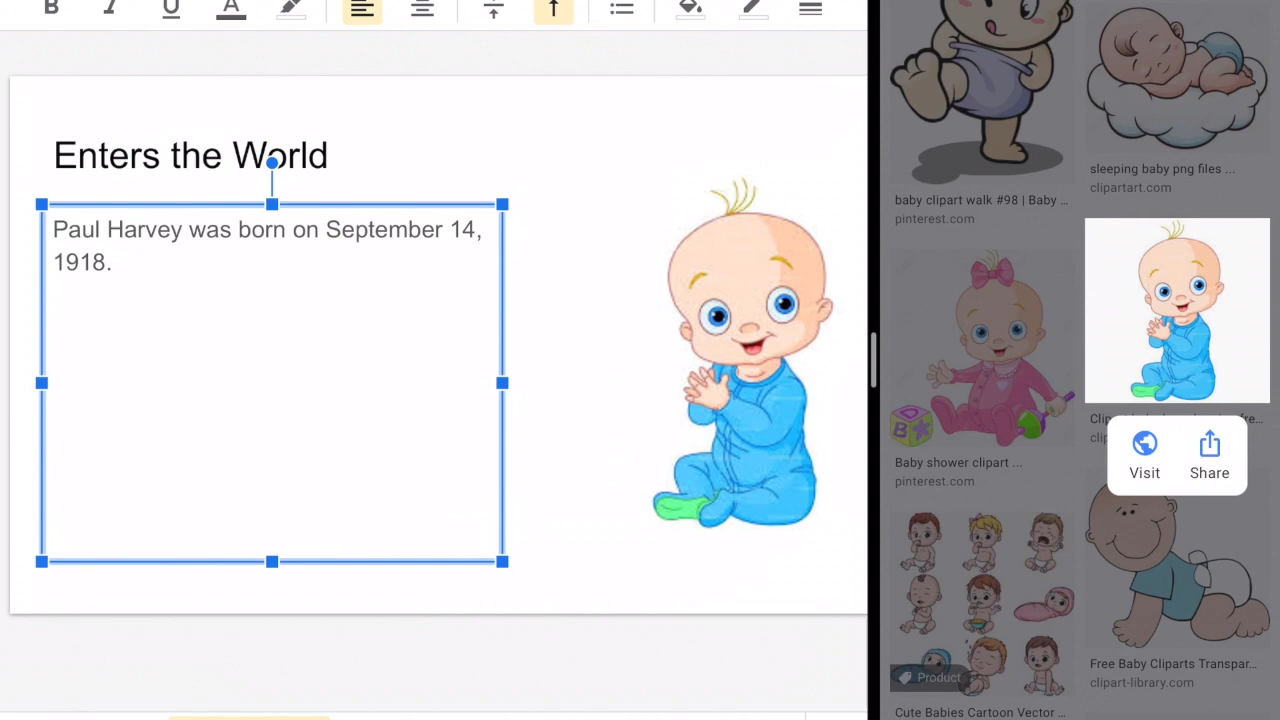 B I U A
Enters the World
Paul Harvey was born on September 14,
1918.
baby clipart walk #98 | Baby ...
pinterest.com
sleeping baby png files ...
clipartart.com
Baby shower clipart ...
pinterest.com
Visit
Share
D
B
Product
Cute Babies Cartoon Vector ...
Free Baby Cliparts Transpar...
clipart-library.com